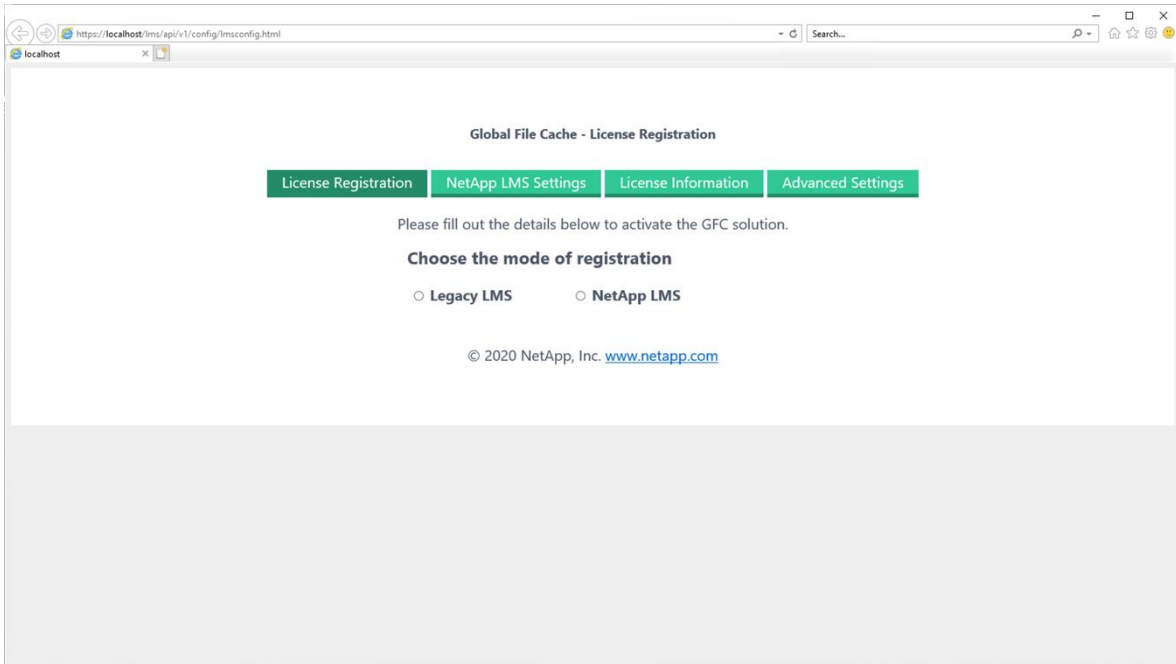 https://localhost/lms/api/v1/config/lmsconfig.html
Search...
localhost
Global File Cache - License Registration
License Registration NetApp LMS Settings License Information Advanced Settings
Please fill out the details below to activate the GFC solution.
Choose the mode of registration
Legacy LMS NetApp LMS
© 2020 NetApp, Inc. www.netapp.com